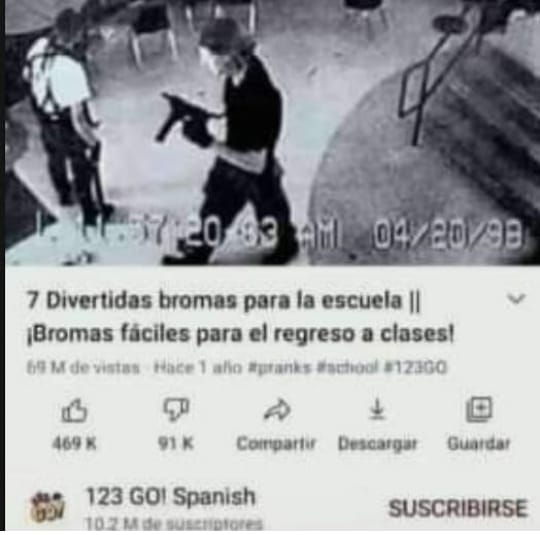 57:20 AM 04/20/99
7 Divertidas bromas para la escuela ||
¡Bromas fáciles para el regreso a clases!
69 M de vistas · Hace 1 año #pranks #school #123GO
469 K 91 K Compartir Descargar Guardar
123 GO! Spanish SUSCRIBIRSE
10.2 M de suscriptores